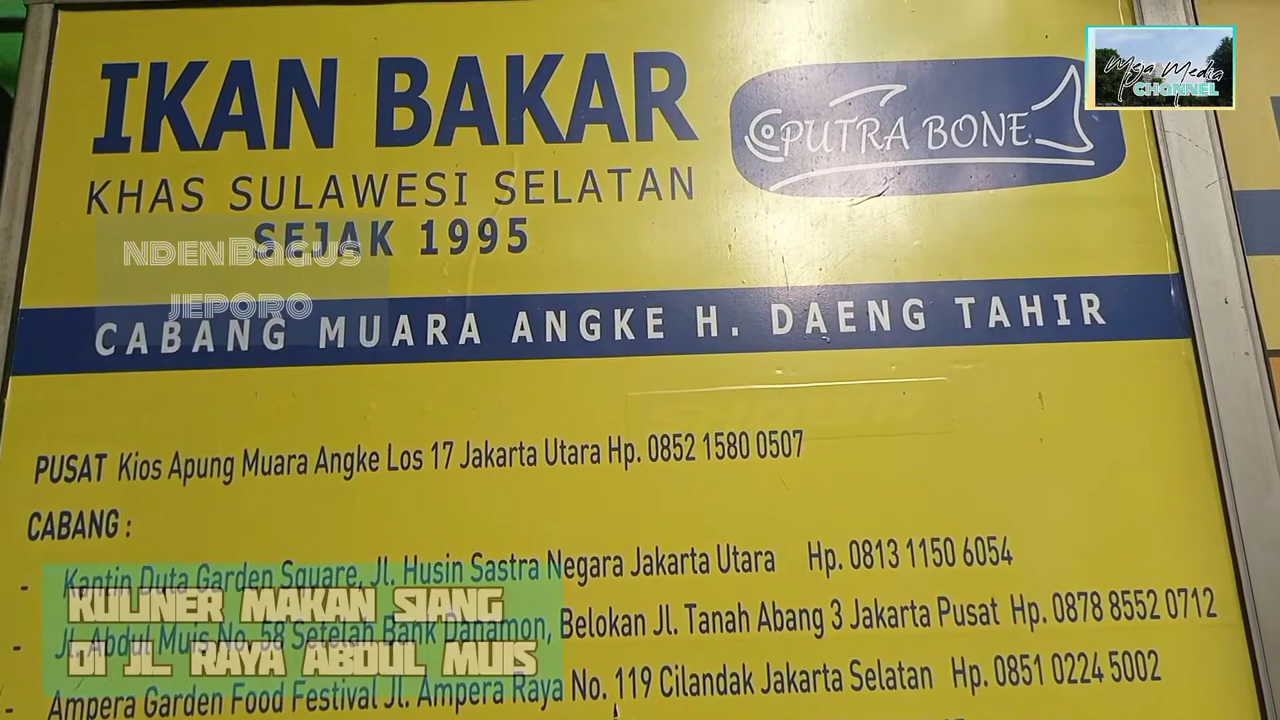 IKAN BAKAR
KHAS SULAWESI SELATAN
SEJAK 1995
PUTRA BONE
Meja Media
CHONNEL
NDEN BAGUS
JEPORO
CABANG MUARA ANGKE H. DAENG TAHIR
PUSAT Kios Apung Muara Angke Los 17 Jakarta Utara Hp. 0852 1580 0507
CABANG :
- Kantin Duta Garden Square, Jl. Husin Sastra Negara Jakarta Utara Hp. 0813 1150 6054
- Jl. Abdul Muis No. 58 Setelah Bank Danamon, Belokan Jl. Tanah Abang 3 Jakarta Pusat Hp. 0878 8552 0712
- Ampera Garden Food Festival Jl. Ampera Raya No. 119 Cilandak Jakarta Selatan Hp. 0851 0224 5002
KULINER MAKAN SIANG
DI JL. RAYA ABDUL MUIS